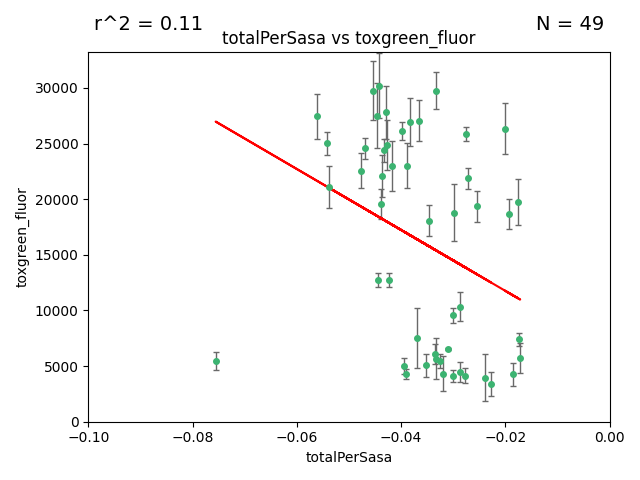 r^2 = 0.11
N = 49
totalPerSasa vs toxgreen_fluor
30000
25000
20000
15000
10000
5000
0
toxgreen_fluor
−0.10
−0.08
−0.06
−0.04
−0.02
0.00
totalPerSasa